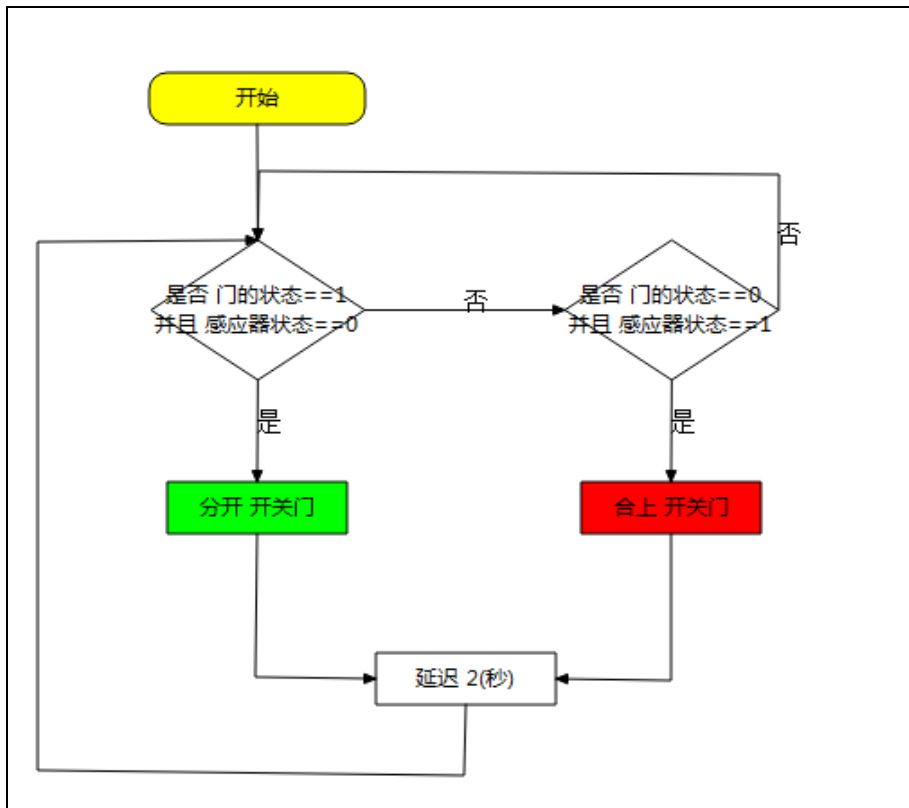 开始
否
是否 门的状态==1
并且 感应器状态==0
否
是否 门的状态==0
并且 感应器状态==1
是
是
分开 开关门
合上 开关门
延迟 2(秒)